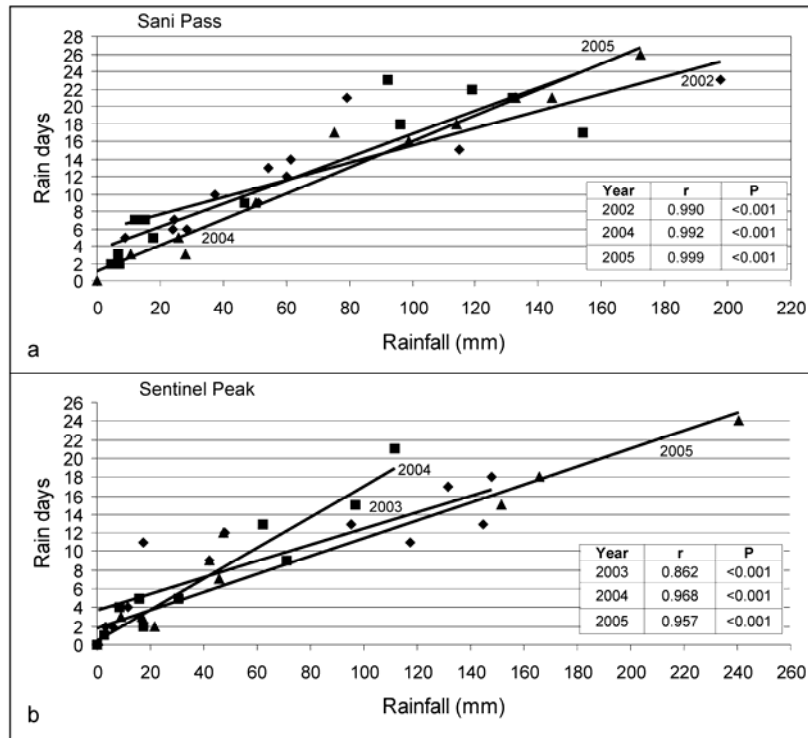 Sani Pass
28
26
24
22
20
18
16
14
12
10
8
6
4
2
0
Rain days
2005
2002
2004
Year r P
2002 0.990 <0.001
2004 0.992 <0.001
2005 0.999 <0.001
0 20 40 60 80 100 120 140 160 180 200 220
Rainfall (mm)
a
Sentinel Peak
26
24
22
20
18
16
14
12
10
8
6
4
2
0
Rain days
2004
2005
2003
Year r P
2003 0.862 <0.001
2004 0.968 <0.001
2005 0.957 <0.001
0 20 40 60 80 100 120 140 160 180 200 220 240 260
Rainfall (mm)
b